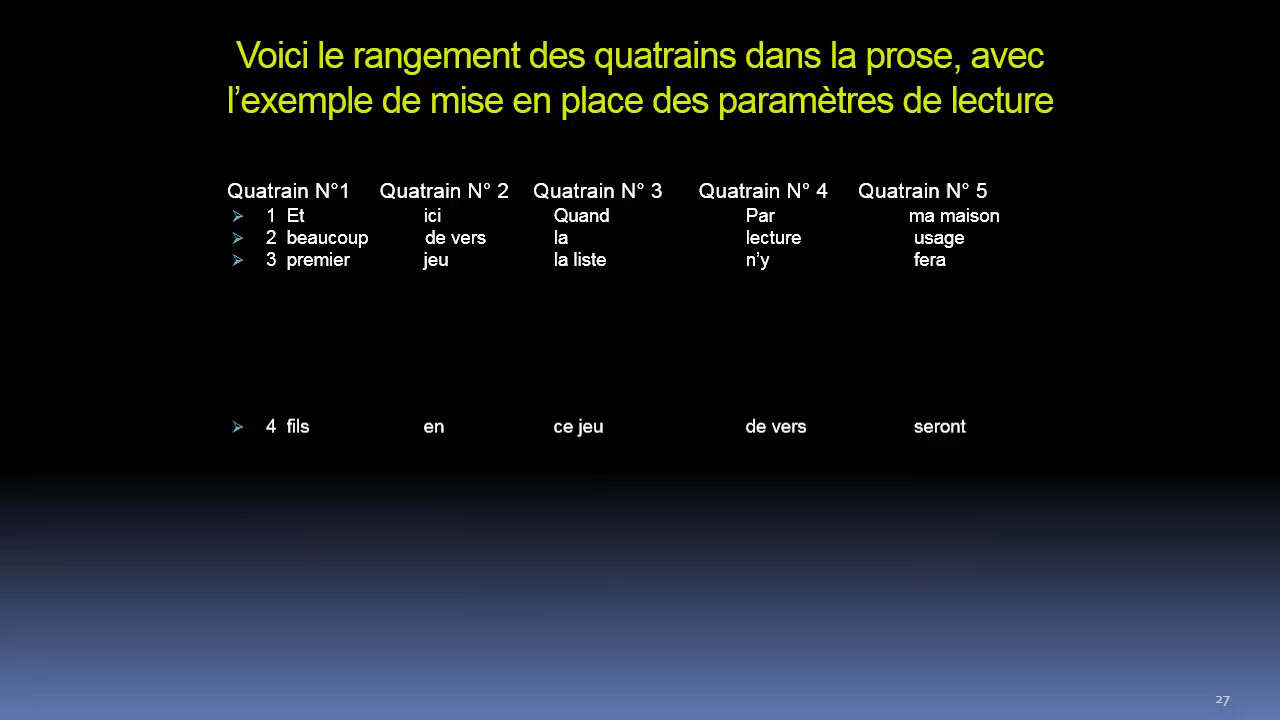 Voici le rangement des quatrains dans la prose, avec
l’exemple de mise en place des paramètres de lecture
Quatrain N°1 Quatrain N° 2 Quatrain N° 3 Quatrain N° 4 Quatrain N° 5
1 Et ici Quand Par ma maison
2 beaucoup de vers la lecture usage
3 premier jeu la liste n’y fera
4 fils en ce jeu de vers seront
27